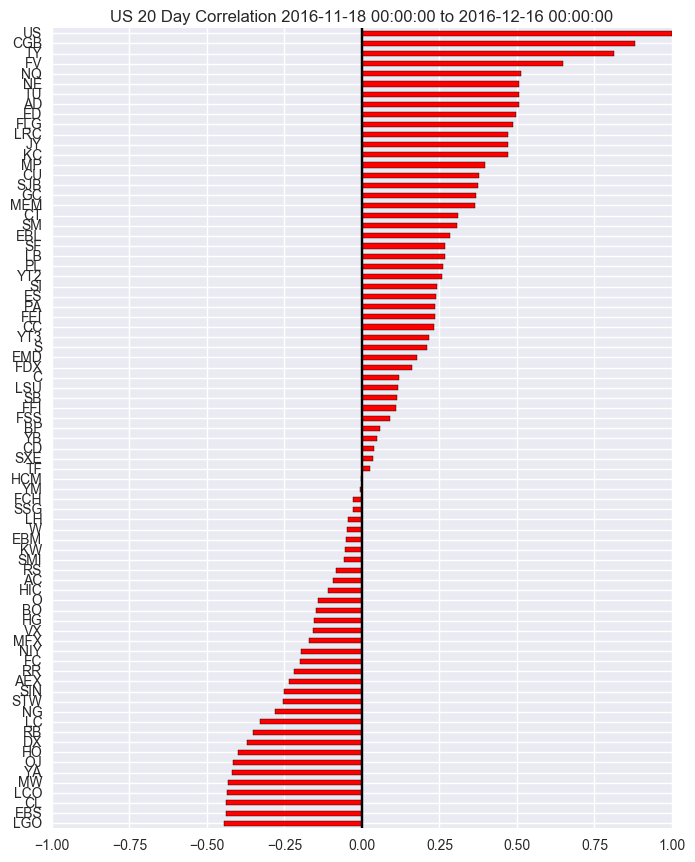 US 20 Day Correlation 2016-11-18 00:00:00 to 2016-12-16 00:00:00
US
CGB
TY
FV
NQ
NE
TU
AD
ED
FLG
LRC
JY
KC
MP
CU
SJB
GC
MEM
CT
SM
EBL
SF
LB
PL
YT2
SI
ES
PA
FEI
CC
YT3
S
EMD
FDX
C
LSU
SB
FFI
FSS
BP
YB
CD
SXE
TF
HCM
YM
FCH
SSG
LH
W
EBM
KW
SMI
RS
AC
HIC
O
BO
HG
VX
MFX
NIY
FC
RR
AEX
SIN
STW
NG
LC
RB
DX
HO
OJ
YA
MW
LCO
CL
EBS
LGO
−1.00 −0.75 −0.50 −0.25 0.00 0.25 0.50 0.75 1.00